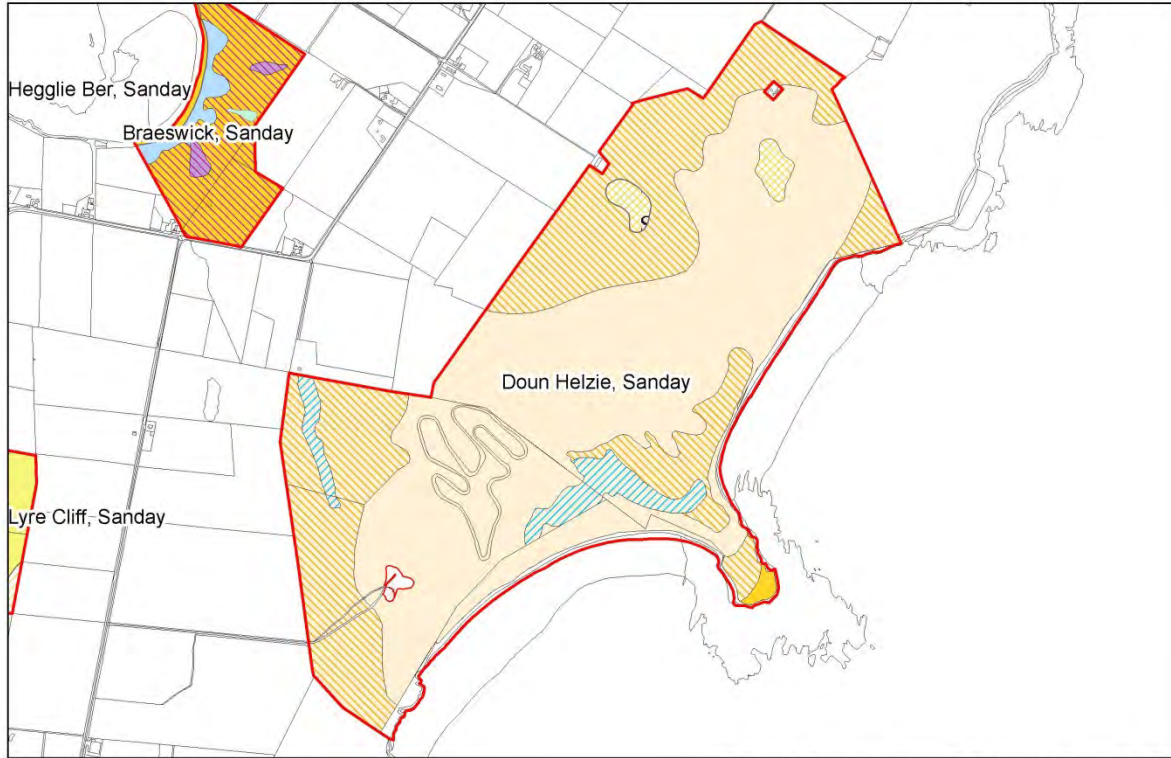 Hegglie Ber, Sanday
Braeswick, Sanday
Doun Helzie, Sanday
Lyre Cliff, Sanday